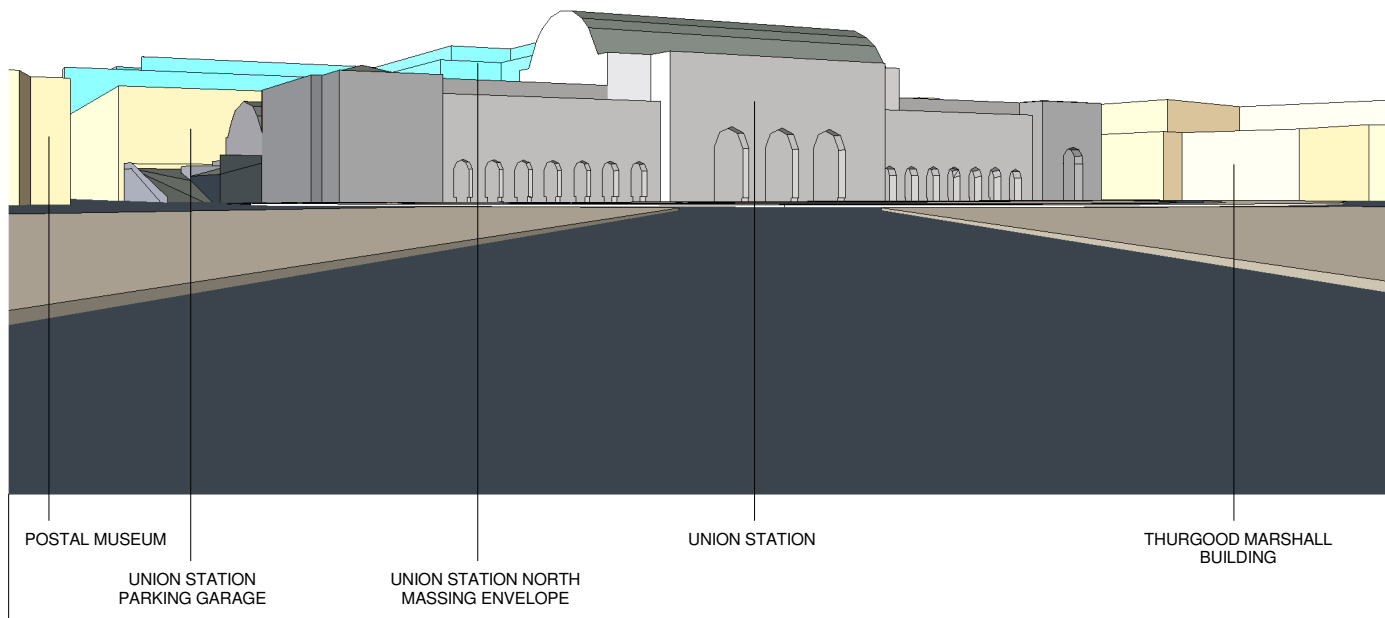 POSTAL MUSEUM
UNION STATION
PARKING GARAGE
UNION STATION NORTH
MASSING ENVELOPE
UNION STATION
THURGOOD MARSHALL
BUILDING